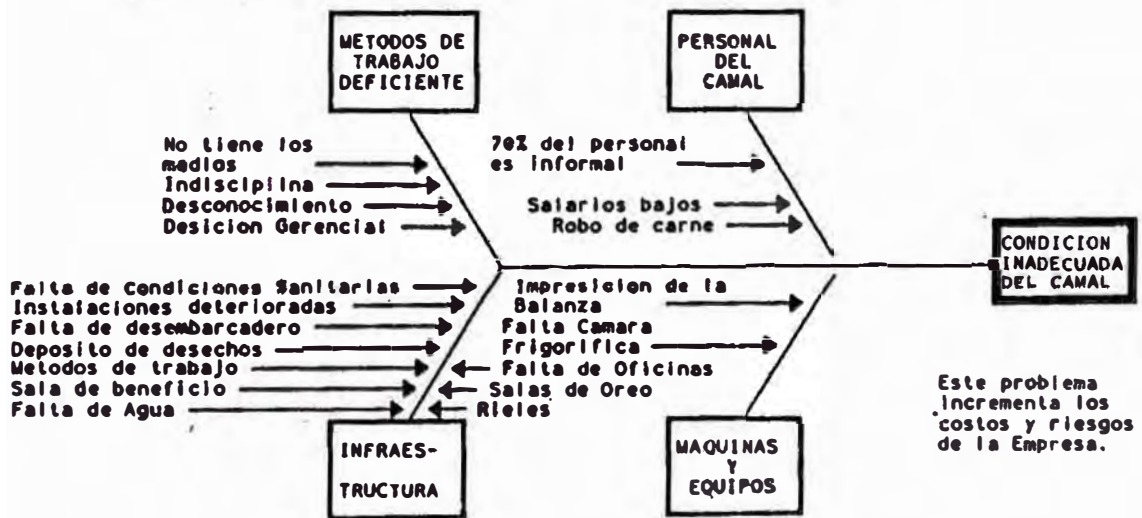 METODOS DE
TRABAJO
DEFICIENTE
PERSONAL
DEL
CAMAL
No tiene los
medios
Indisciplina
Desconocimiento
Desicion Gerencial
70% del personal
es informal
Salarios bajos
Robo de carne
CONDICION
INADECUADA
DEL CAMAL
Falta de Condiciones Sanitarias
Instalaciones deterioradas
Falta de desembarcadero
Deposito de desechos
Metodos de trabajo
Sala de beneficio
Falta de Agua
Impresicion de la
Balanza
Falta Camara
Frigorifica
Falta de Oficinas
Salas de Oreo
Rieles
Este problema
incrementa los
costos y riesgos
de la Empresa.
INFRAES-
TRUCTURA
MAQUINAS
Y
EQUIPOS